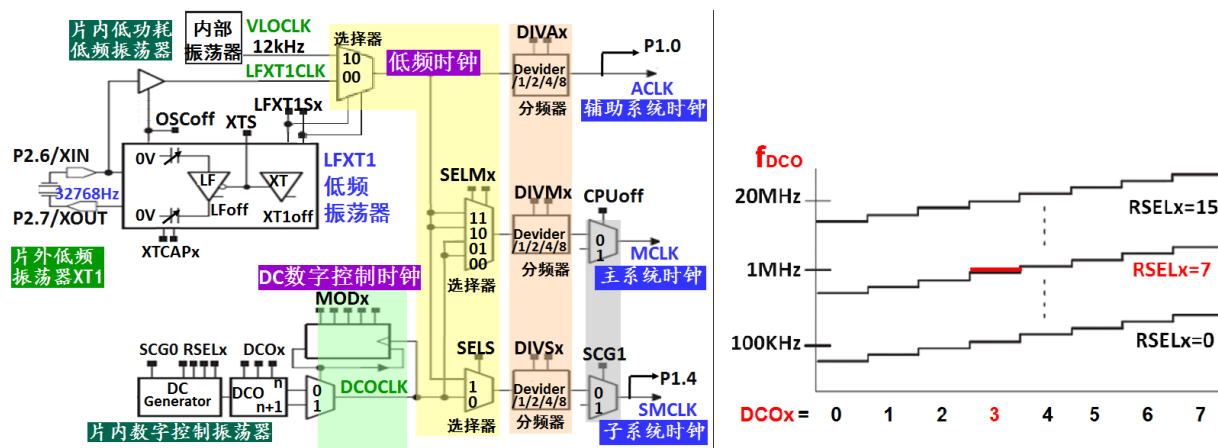 片内低功耗
低频振荡器
内部
振荡器
VLOCLK
12kHz
LFXT1CLK
选择器
10
00
低频时钟
DIVAx
Devider
/1/2/4/8
分频器
P1.0
ACLK
辅助系统时钟
OSCoff
XTS
LFXT1Sx
P2.6/XIN
32768Hz
P2.7/XOUT
0V
0V
LF
LFoff
XT
XT1off
XTCAPx
LFXT1
低频
振荡器
片外低频
振荡器XT1
SELMx
11
10
01
00
选择器
DIVMx
Devider
/1/2/4/8
分频器
CPUoff
0
1
MCLK
主系统时钟
DC数字控制时钟
MODx
SCG0 RSELx
DCOx
DC
Generator
DCO
n
n+1
0
1
DCOCLK
SELS
1
0
选择器
DIVSx
Devider
/1/2/4/8
分频器
SCG1
0
1
P1.4
SMCLK
子系统时钟
片内数字控制振荡器
fDCO
20MHz
RSELx=15
1MHz
RSELx=7
100KHz
RSELx=0
DCOx = 0 1 2 3 4 5 6 7